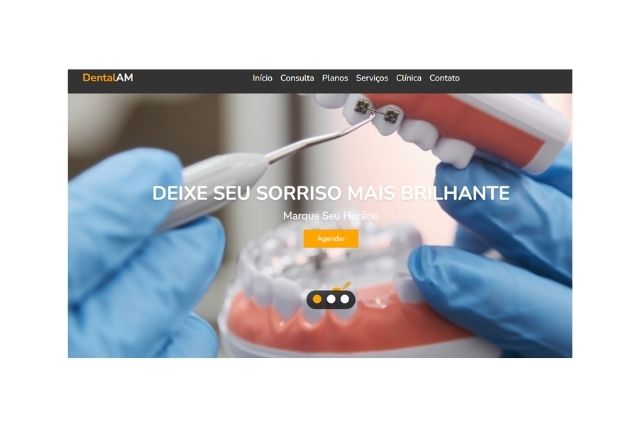 DentalAM
Início Consulta Planos Serviços Clínica Contato
DEIXE SEU SORRISO MAIS BRILHANTE
Marque Seu Horário
Agendar